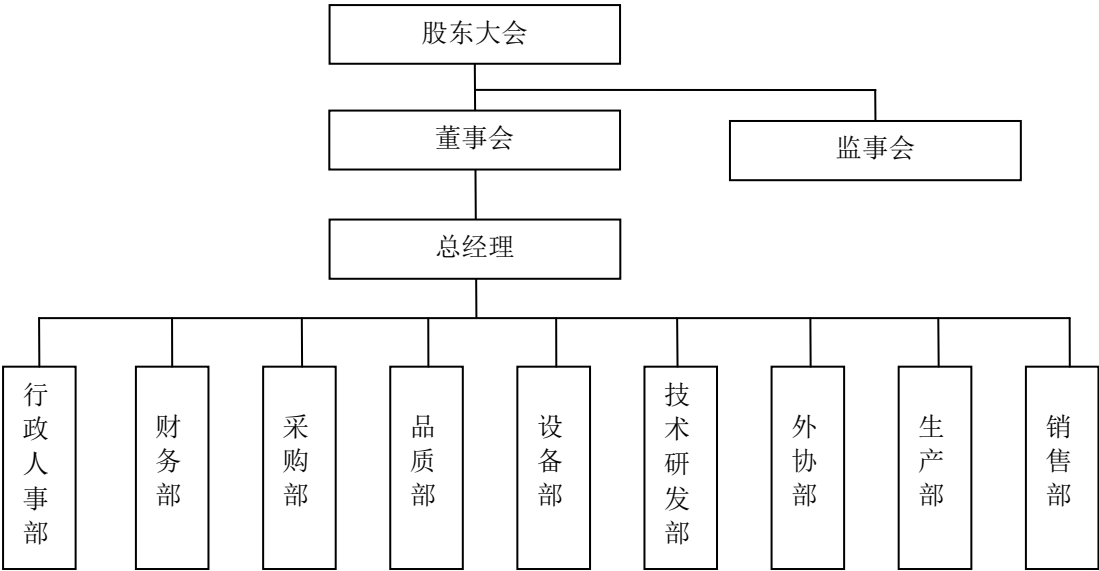 股东大会
董事会
监事会
总经理
行政人事部
财务部
采购部
品质部
设备部
技术研发部
外协部
生产部
销售部